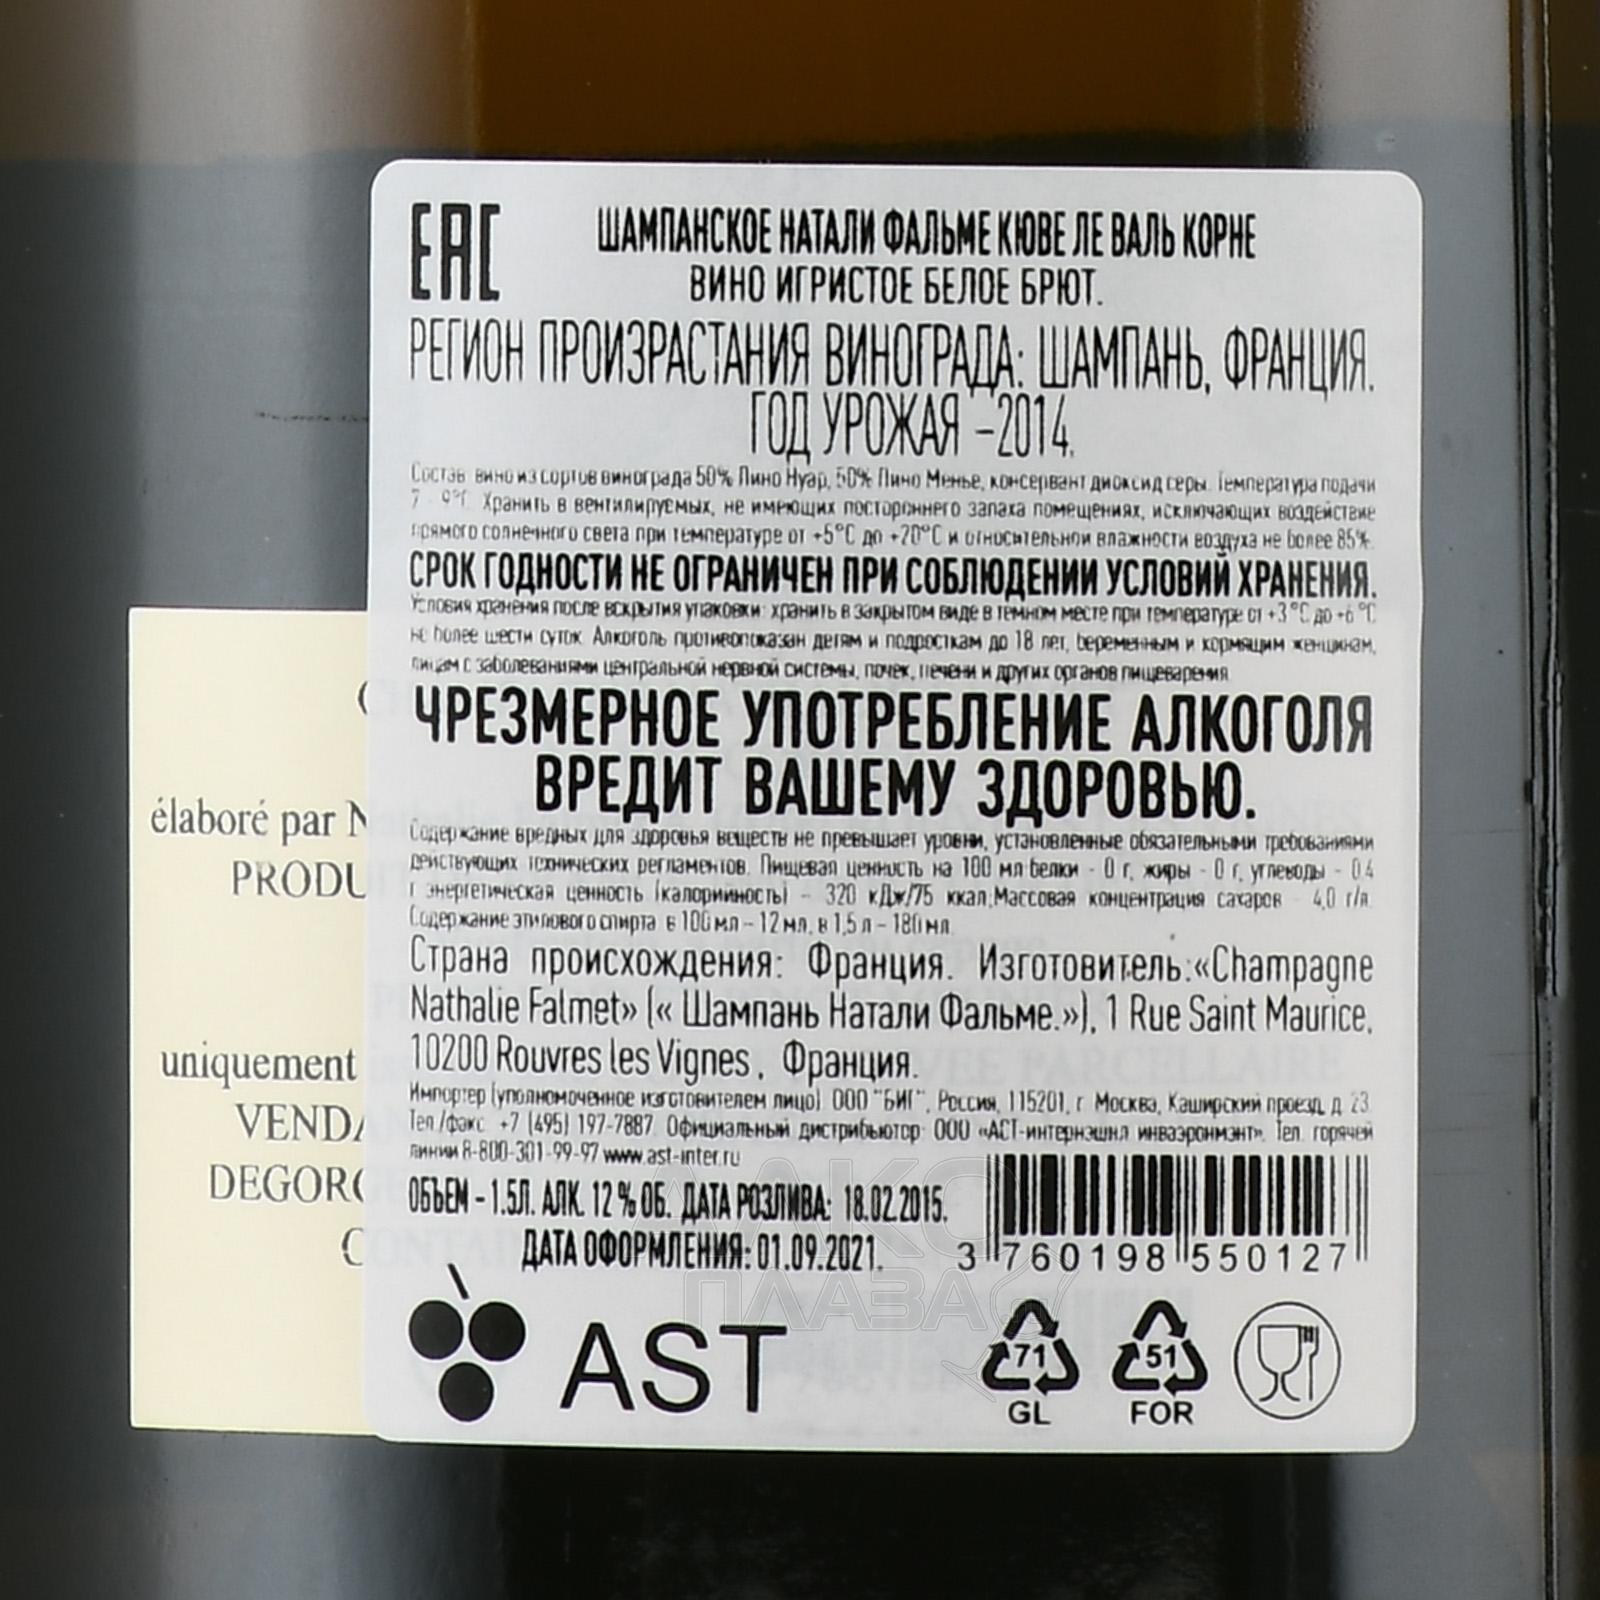 EAC
ШАМПАНСКОЕ НАТАЛИ ФАЛЬМЕ КЮВЕ ЛЕ ВАЛЬ КОРНЕ
ВИНО ИГРИСТОЕ БЕЛОЕ БРЮТ.
РЕГИОН ПРОИЗРАСТАНИЯ ВИНОГРАДА: ШАМПАНЬ, ФРАНЦИЯ.
ГОД УРОЖАЯ –2014.
Состав: вино из сортов винограда 50% Пино Нуар, 50% Пино Менье, консервант диоксид серы. Температура подачи
7 - 9°C. Хранить в вентилируемых, не имеющих постороннего запаха помещениях, исключающих воздействие
прямого солнечного света при температуре от +5°C до +20°C и относительной влажности воздуха не более 85%.
СРОК ГОДНОСТИ НЕ ОГРАНИЧЕН ПРИ СОБЛЮДЕНИИ УСЛОВИЙ ХРАНЕНИЯ.
Условия хранения после вскрытия упаковки: хранить в закрытом виде в темном месте при температуре от +3°C до +6°C
не более шести суток. Алкоголь противопоказан детям и подросткам до 18 лет, беременным и кормящим женщинам,
лицам с заболеваниями центральной нервной системы, почек, печени и других органов пищеварения.
ЧРЕЗМЕРНОЕ УПОТРЕБЛЕНИЕ АЛКОГОЛЯ
ВРЕДИТ ВАШЕМУ ЗДОРОВЬЮ.
Содержание вредных для здоровья веществ не превышает уровни, установленные обязательными требованиями
действующих технических регламентов. Пищевая ценность на 100 мл:белки - 0 г, жиры - 0 г, углеводы - 0.4
г энергетическая ценность (калорийность) - 320 кДж/75 ккал;Массовая концентрация сахаров - 4,0 г/л.
Содержание этилового спирта в 100 мл – 12 мл, в 1,5 л – 180 мл.
Страна происхождения: Франция. Изготовитель:«Champagne
Nathalie Falmet» (« Шампань Натали Фальме.»), 1 Rue Saint Maurice,
10200 Rouvres les Vignes , Франция.
Импортер (уполномоченное изготовителем лицо) ООО "БИГ", Россия, 115201, г. Москва, Каширский проезд, д. 23.
Тел./факс: +7 (495) 197-7887. Официальный дистрибьютор: ООО «АСТ-интернэшнл инваэронмэнт». Тел. горячей
линии 8-800-301-99-97 www.ast-inter.ru
ОБЪЕМ – 1.5Л. АЛК. 12 % ОБ. ДАТА РОЗЛИВА: 18.02.2015.
ДАТА ОФОРМЛЕНИЯ: 01.09.2021.
3 760198 550127
AST
71
GL
51
FOR
élaboré par N
PRODU
uniquement
VENDA
DEGORG
АЛКО
ПЛАЗА